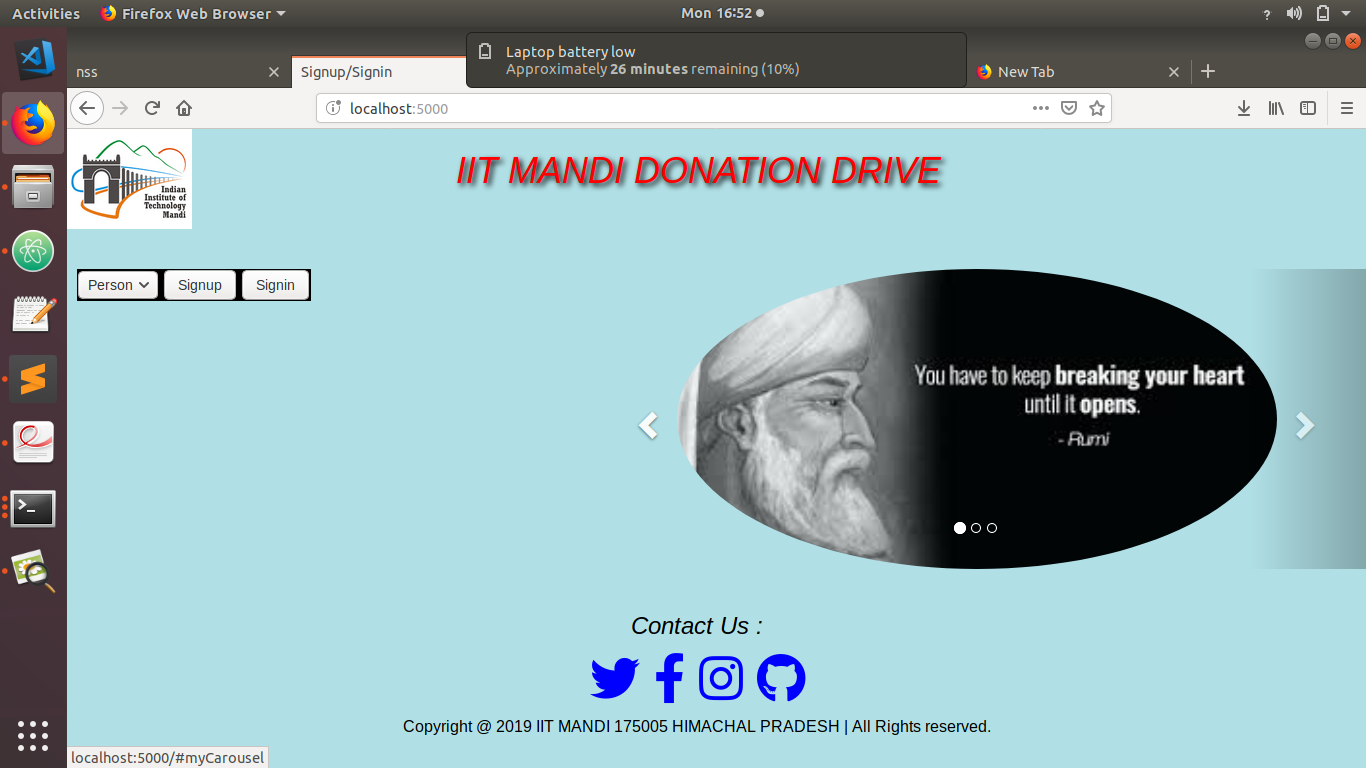 Activities
Firefox Web Browser
Mon 16:52
?
Laptop battery low
Approximately 26 minutes remaining (10%)
nss
Signup/Signin
New Tab
localhost:5000
IIT MANDI DONATION DRIVE
Indian
Institute of
Technology
Mandi
Person
Signup
Signin
You have to keep breaking your heart
until it opens.
- Rumi
Contact Us :
Copyright @ 2019 IIT MANDI 175005 HIMACHAL PRADESH | All Rights reserved.
localhost:5000/#myCarousel